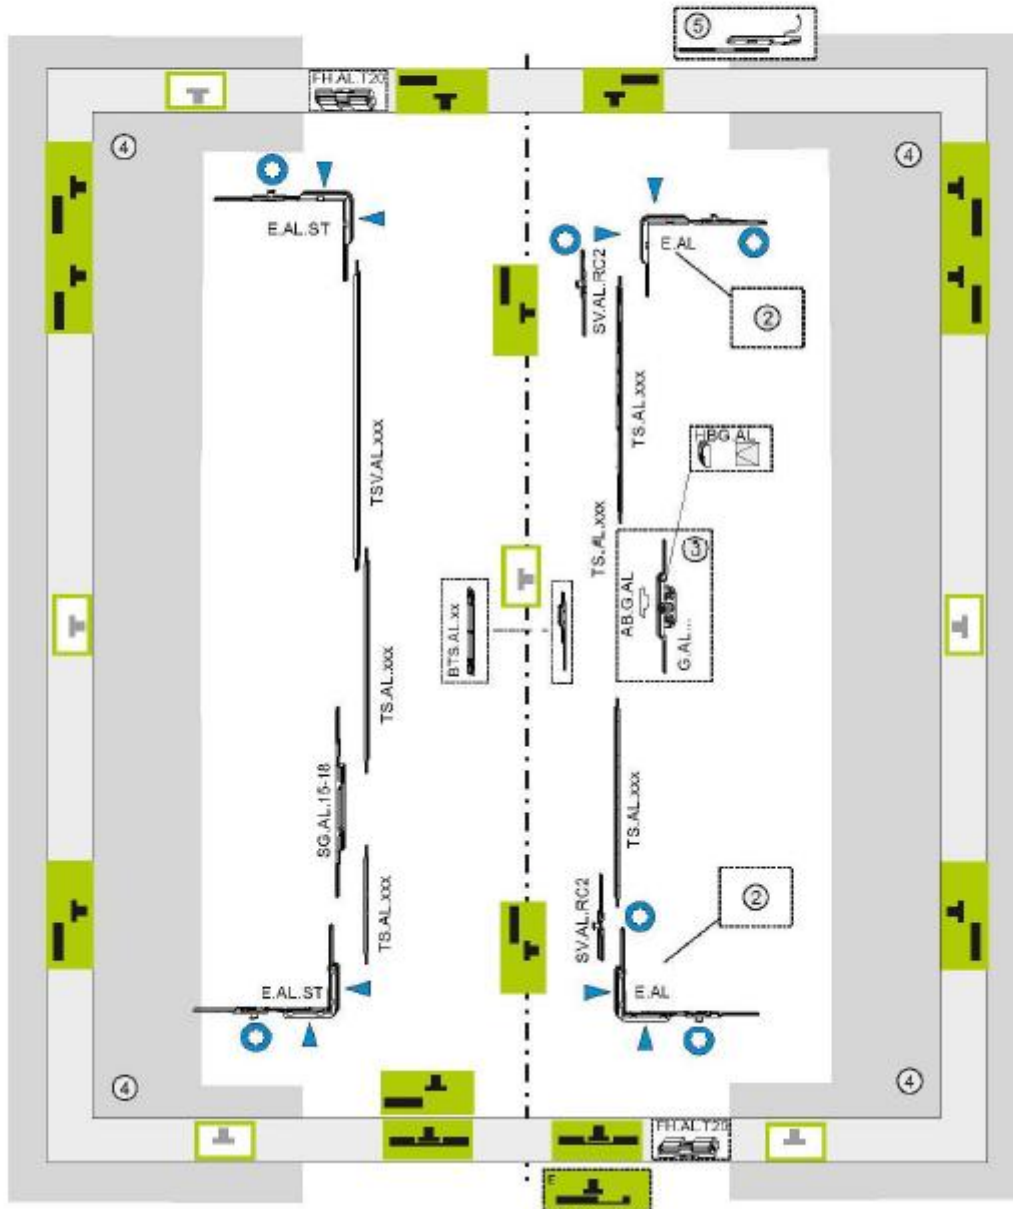 5
FH.AL.T20
4
4
E.AL.ST
E.AL
SV.AL.RC2
2
TSV.AL.xxx
TS.AL.xxx
HBG.AL
TS.AL.xxx
3
AB.G.AL
G.AL...
BTS.AL.xx
TS.AL.xxx
SG.AL.15-18
TS.AL.xxx
TS.AL.xxx
SV.AL.RC2
2
E.AL.ST
E.AL
4
4
FH.AL.T20
E